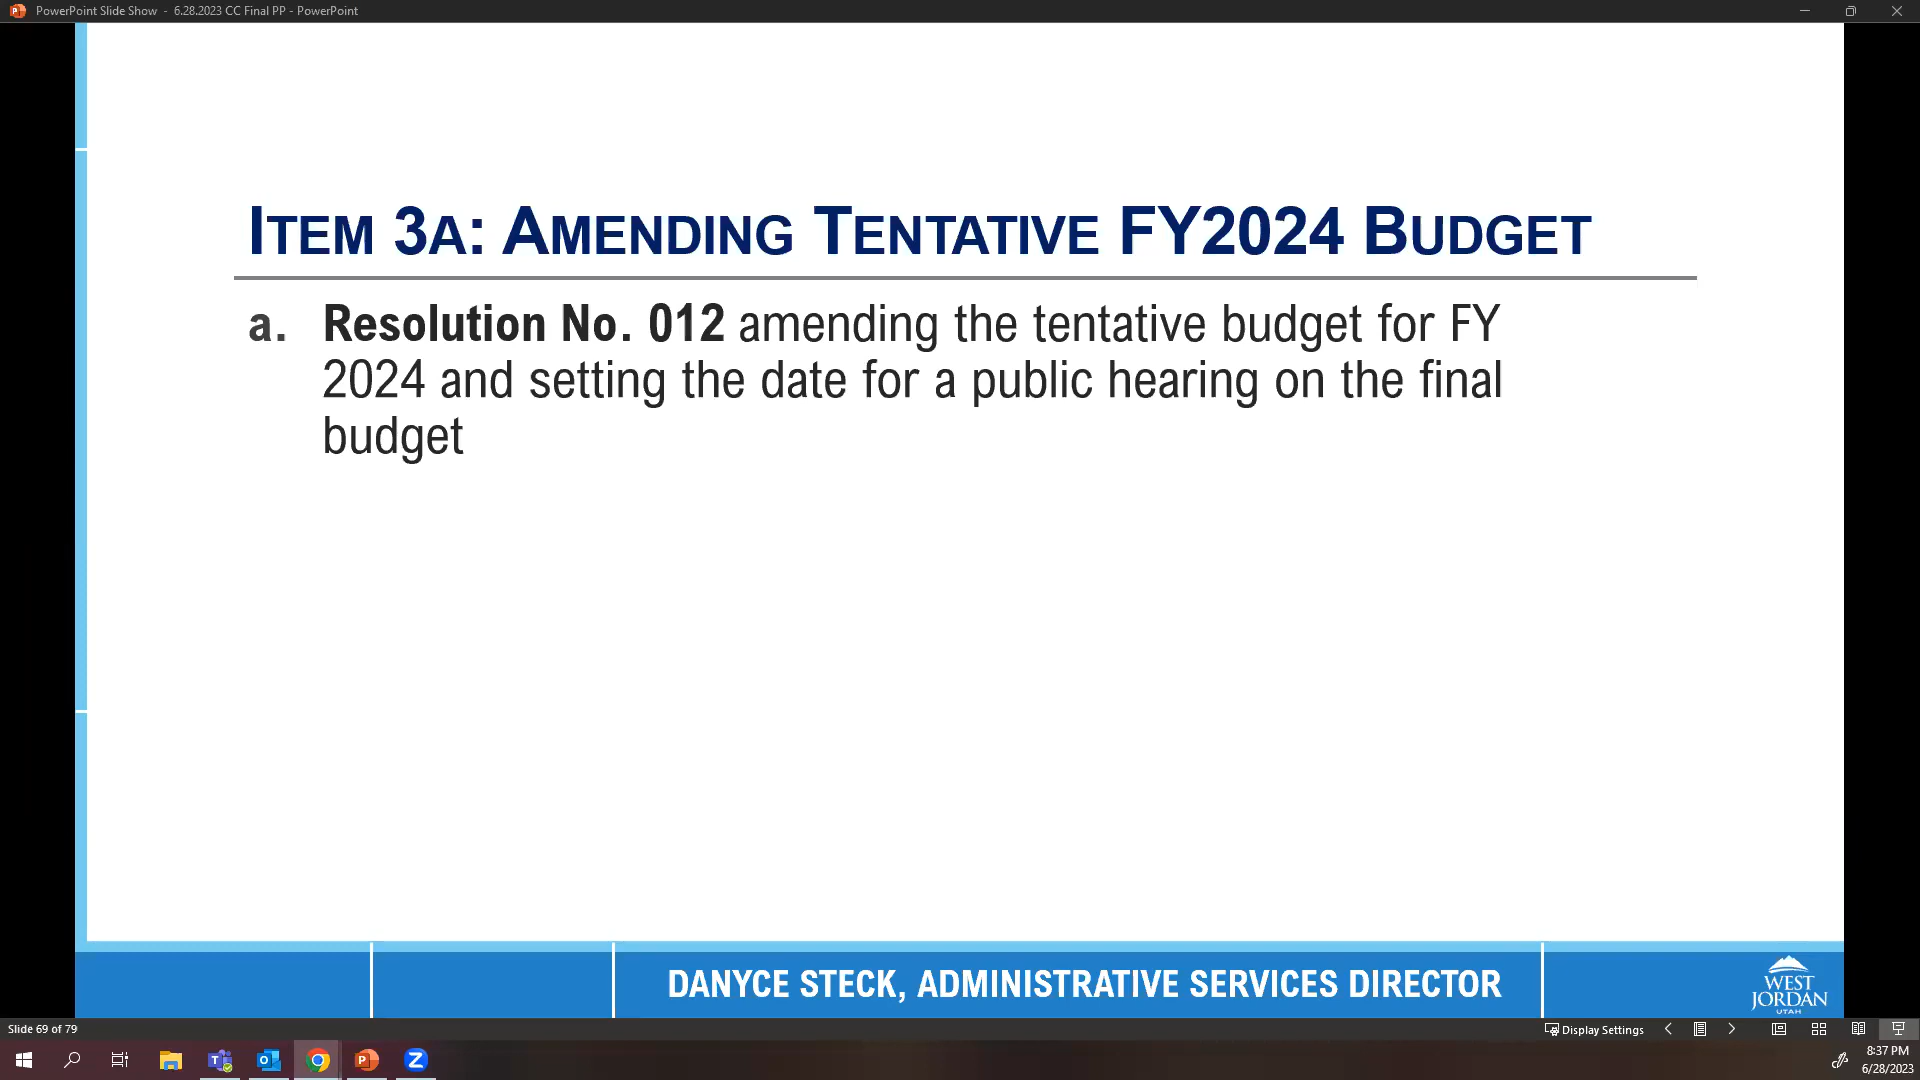 PowerPoint Slide Show - 6.28.2023 CC Final PP - PowerPoint
ITEM 3A: AMENDING TENTATIVE FY2024 BUDGET
a. Resolution No. 012 amending the tentative budget for FY
2024 and setting the date for a public hearing on the final
budget
DANYCE STECK, ADMINISTRATIVE SERVICES DIRECTOR
WEST
JORDAN
UTAH
Slide 69 of 79
Display Settings
8:37 PM
6/28/2023